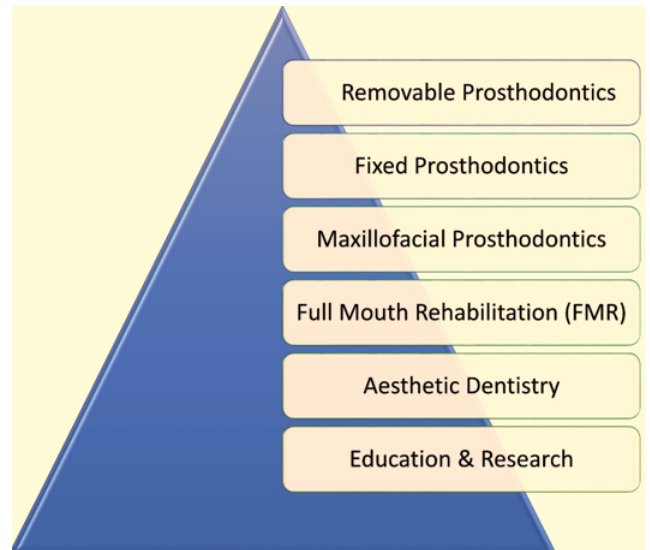 Removable Prosthodontics
Fixed Prosthodontics
Maxillofacial Prosthodontics
Full Mouth Rehabilitation (FMR)
Aesthetic Dentistry
Education & Research